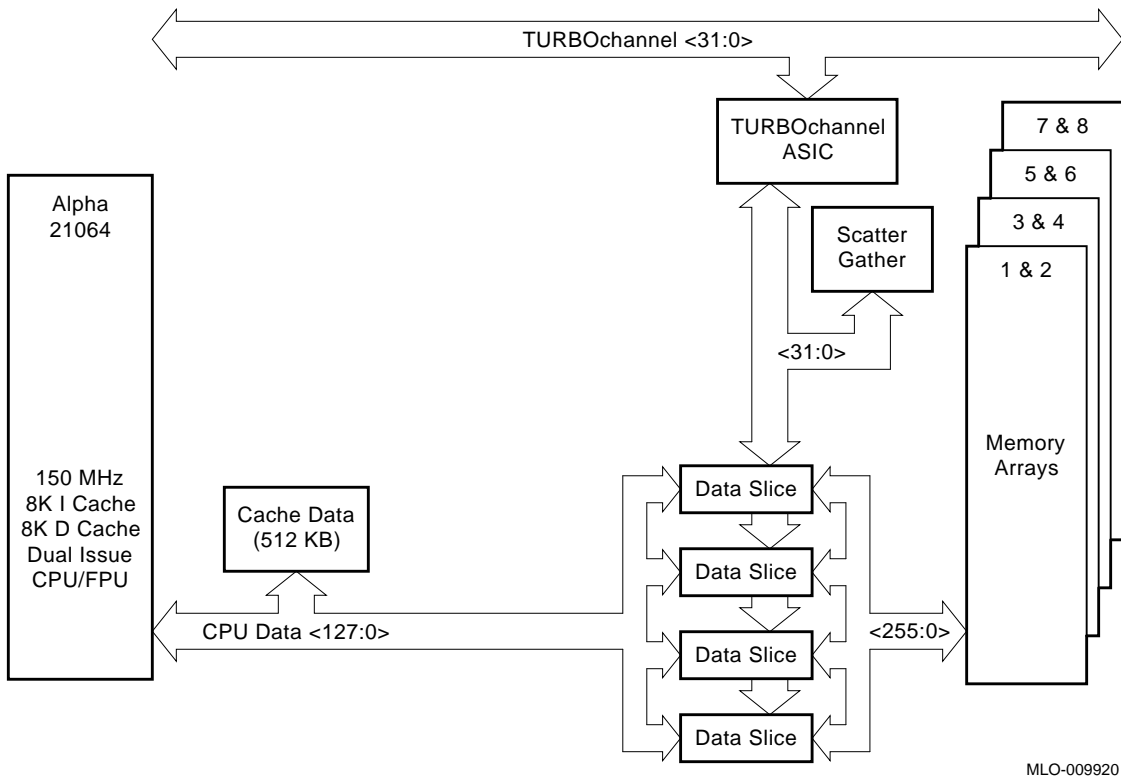 TURBOchannel <31:0>
TURBOchannel
ASIC
7 & 8
5 & 6
3 & 4
1 & 2
Memory
Arrays
Alpha
21064
150 MHz
8K I Cache
8K D Cache
Dual Issue
CPU/FPU
Scatter
Gather
<31:0>
Cache Data
(512 KB)
CPU Data <127:0>
Data Slice
Data Slice
Data Slice
Data Slice
<255:0>
MLO-009920